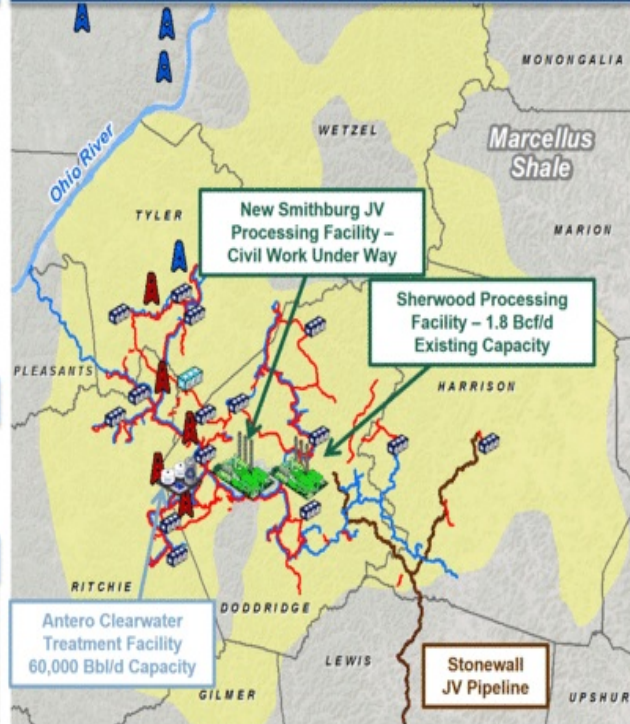 MONONGALIA
WETZEL
Marcellus
Shale
Ohio River
TYLER
MARION
New Smithburg JV
Processing Facility –
Civil Work Under Way
Sherwood Processing
Facility – 1.8 Bcf/d
Existing Capacity
PLEASANTS
HARRISON
RITCHIE
DODDRIDGE
Antero Clearwater
Treatment Facility
60,000 Bbl/d Capacity
LEWIS
Stonewall
JV Pipeline
GILMER
UPSHUR